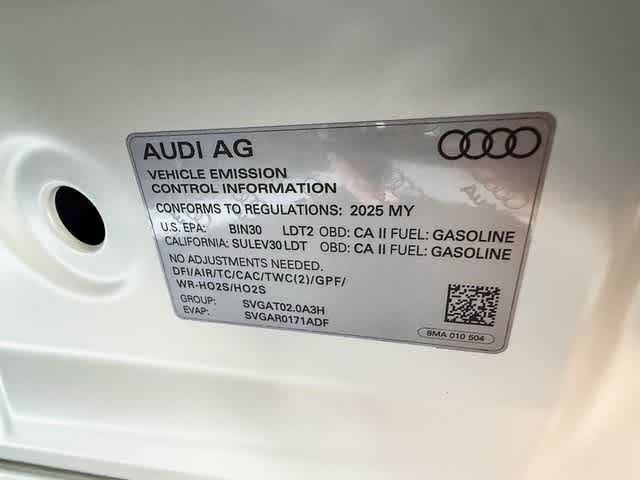 AUDI AG
VEHICLE EMISSION
CONTROL INFORMATION
CONFORMS TO REGULATIONS: 2025 MY
U.S. EPA: BIN30 LDT2 OBD: CA II FUEL: GASOLINE
CALIFORNIA: SULEV30 LDT OBD: CA II FUEL: GASOLINE
NO ADJUSTMENTS NEEDED.
DFI/AIR/TC/CAC/TWC(2)/GPF/
WR-HO2S/HO2S
GROUP: SVGAT02.0A3H
EVAP: SVGAR0171ADF
8MA 010 504